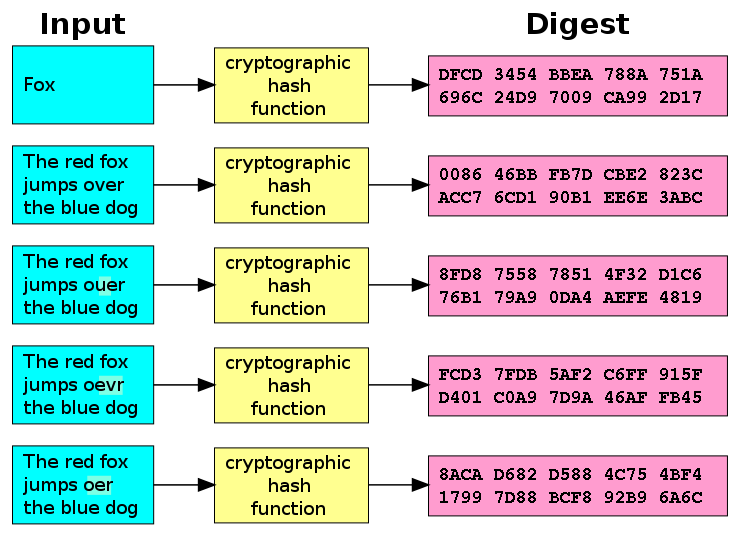 Input
Digest
Fox
cryptographic
hash
function
DFCD 3454 BBEA 788A 751A
696C 24D9 7009 CA99 2D17
The red fox
jumps over
the blue dog
cryptographic
hash
function
0086 46BB FB7D CBE2 823C
ACC7 6CD1 90B1 EE6E 3ABC
The red fox
jumps ouer
the blue dog
cryptographic
hash
function
8FD8 7558 7851 4F32 D1C6
76B1 79A9 0DA4 AEFE 4819
The red fox
jumps oevr
the blue dog
cryptographic
hash
function
FCD3 7FDB 5AF2 C6FF 915F
D401 C0A9 7D9A 46AF FB45
The red fox
jumps oer
the blue dog
cryptographic
hash
function
8ACA D682 D588 4C75 4BF4
1799 7D88 BCF8 92B9 6A6C